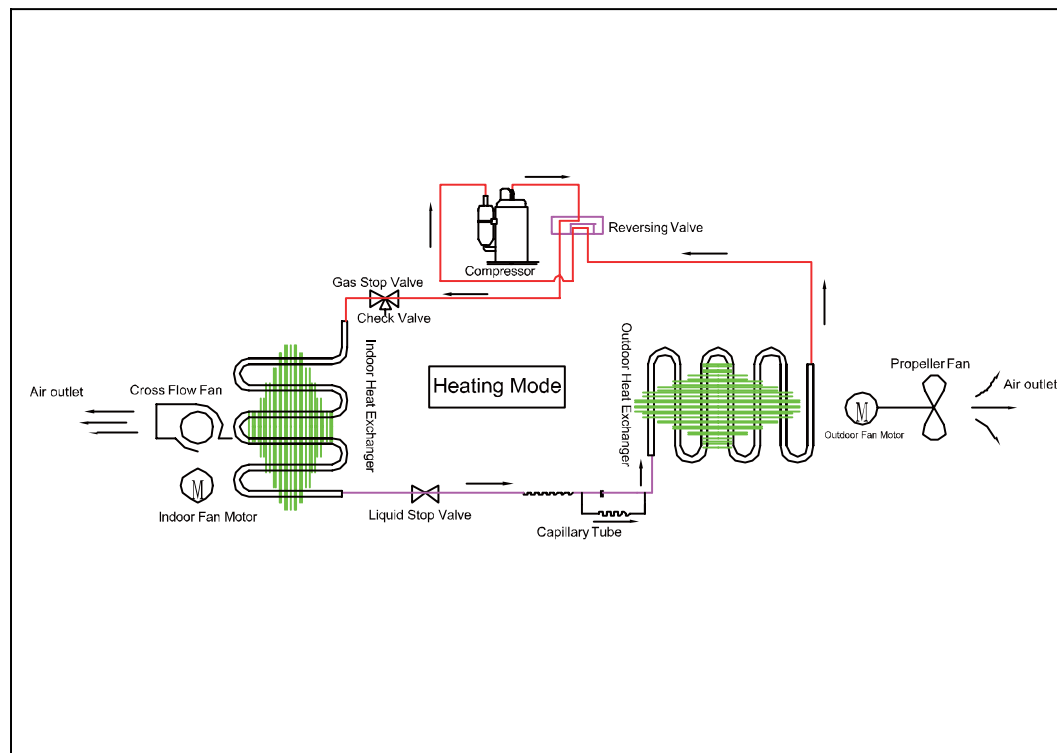 Reversing Valve
Compressor
Gas Stop Valve
Check Valve
Indoor Heat Exchanger
Outdoor Heat Exchanger
Heating Mode
Air outlet
Cross Flow Fan
Propeller Fan
Air outlet
M
Outdoor Fan Motor
M
Indoor Fan Motor
Liquid Stop Valve
Capillary Tube